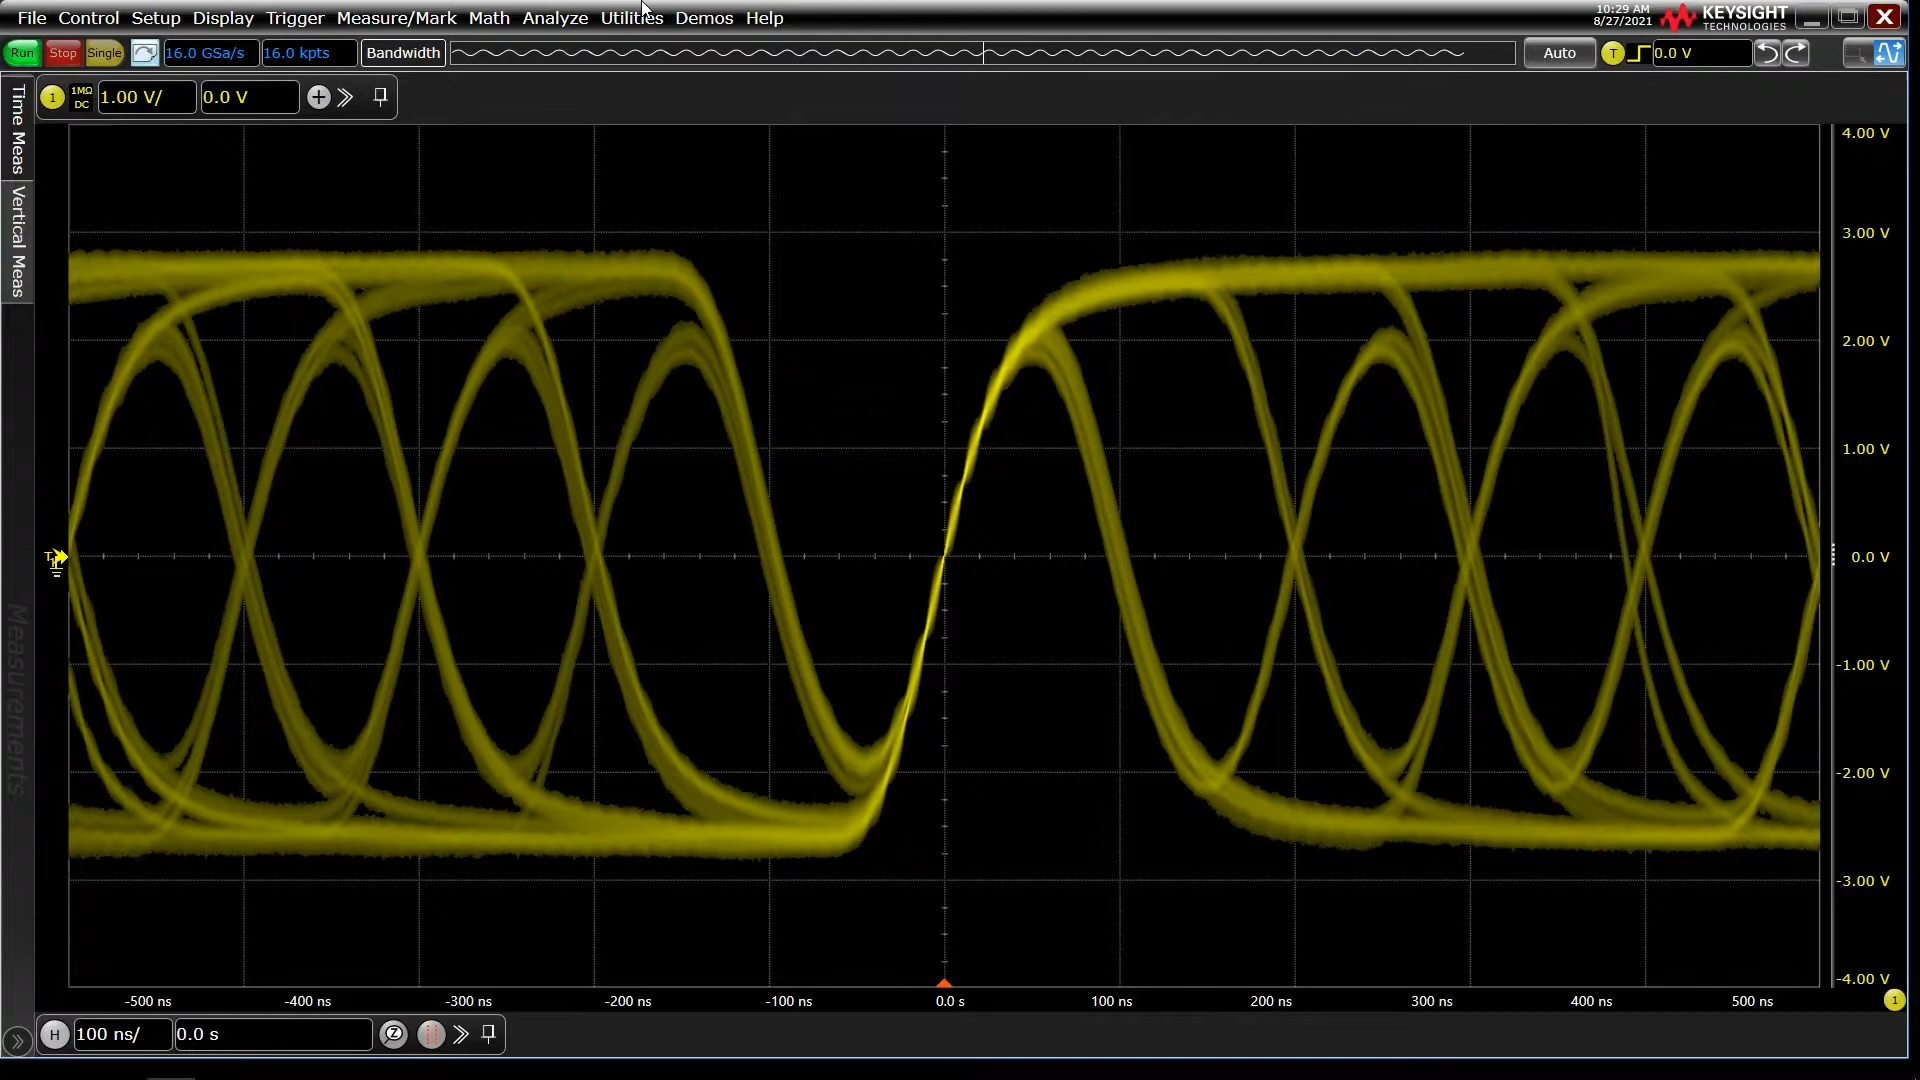 File Control Setup Display Trigger Measure/Mark Math Analyze Utilities Demos Help
10:29 AM
8/27/2021
KEYSIGHT
TECHNOLOGIES
Run Stop Single 16.0 GSa/s 16.0 kpts Bandwidth Auto T 0.0 V
1 1MΩ
DC
1.00 V/ 0.0 V
Time Meas
Vertical Meas
Measurements
4.00 V
3.00 V
2.00 V
1.00 V
0.0 V
-1.00 V
-2.00 V
-3.00 V
-4.00 V
T
-500 ns -400 ns -300 ns -200 ns -100 ns 0.0 s 100 ns 200 ns 300 ns 400 ns 500 ns 1
H 100 ns/ 0.0 s Z